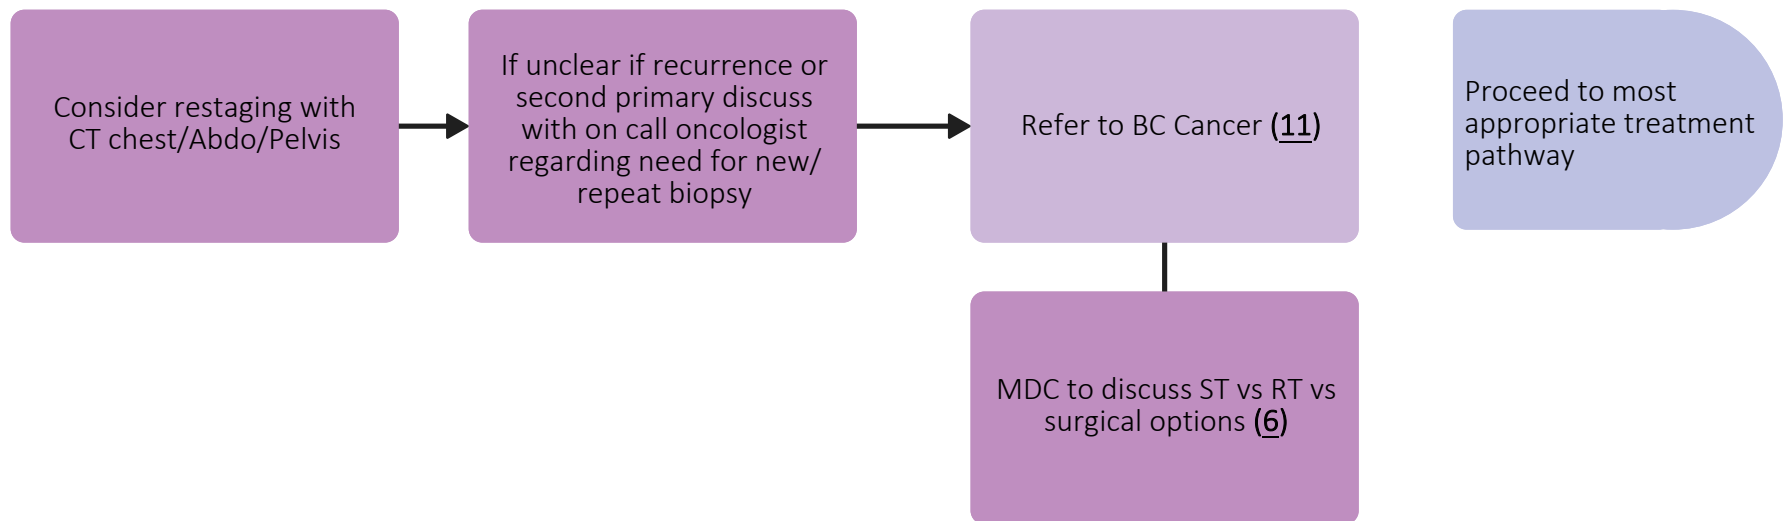 Consider restaging with
CT chest/Abdo/Pelvis
If unclear if recurrence or
second primary discuss
with on call oncologist
regarding need for new/
repeat biopsy
Refer to BC Cancer (11)
Proceed to most
appropriate treatment
pathway
MDC to discuss ST vs RT vs
surgical options (6)